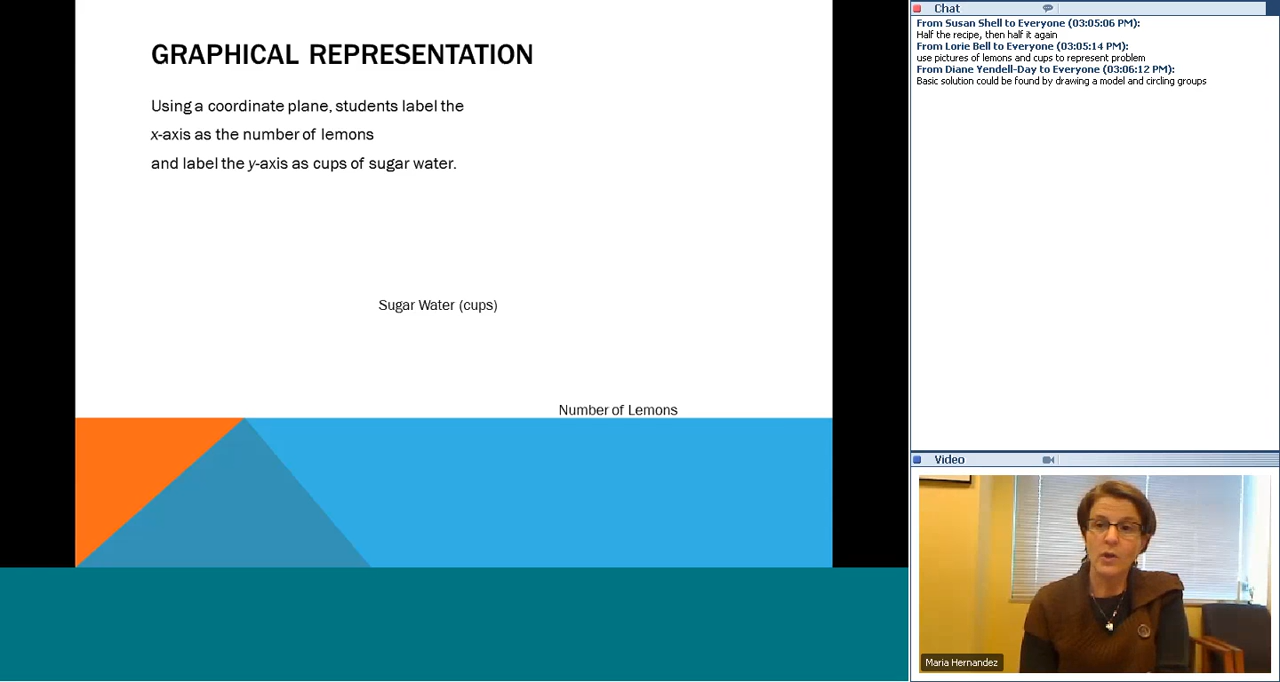 GRAPHICAL REPRESENTATION
Using a coordinate plane, students label the
x-axis as the number of lemons
and label the y-axis as cups of sugar water.
Sugar Water (cups)
Number of Lemons
Chat
From Susan Shell to Everyone (03:05:06 PM):
Half the recipe, then half it again
From Lorie Bell to Everyone (03:05:14 PM):
use pictures of lemons and cups to represent problem
From Diane Yendell-Day to Everyone (03:06:12 PM):
Basic solution could be found by drawing a model and circling groups
Video
Maria Hernandez